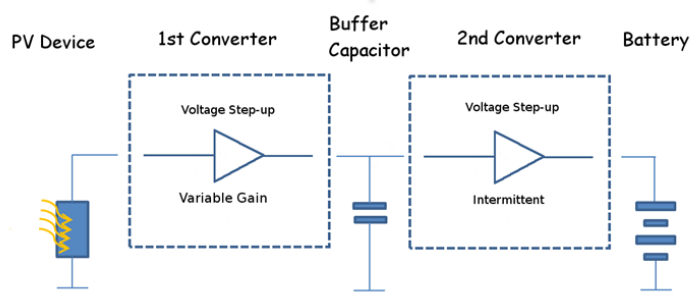 PV Device
1st Converter
Buffer
Capacitor
2nd Converter
Battery
Voltage Step-up
Variable Gain
Voltage Step-up
Intermittent